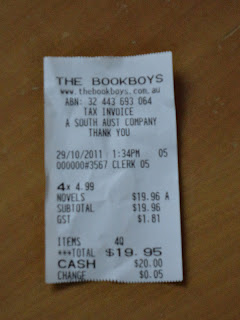 THE BOOKBOYS
www.thebookboys.com.au
ABN: 32 443 693 064
TAX INVOICE
A SOUTH AUST COMPANY
THANK YOU
29/10/2011 1:34PM 05
000000#3567 CLERK 05
4x 4.99
NOVELS $19.96 A
SUBTOTAL $19.96
GST $1.81
ITEMS 4Q
***TOTAL $19.95
CASH $20.00
CHANGE $0.05